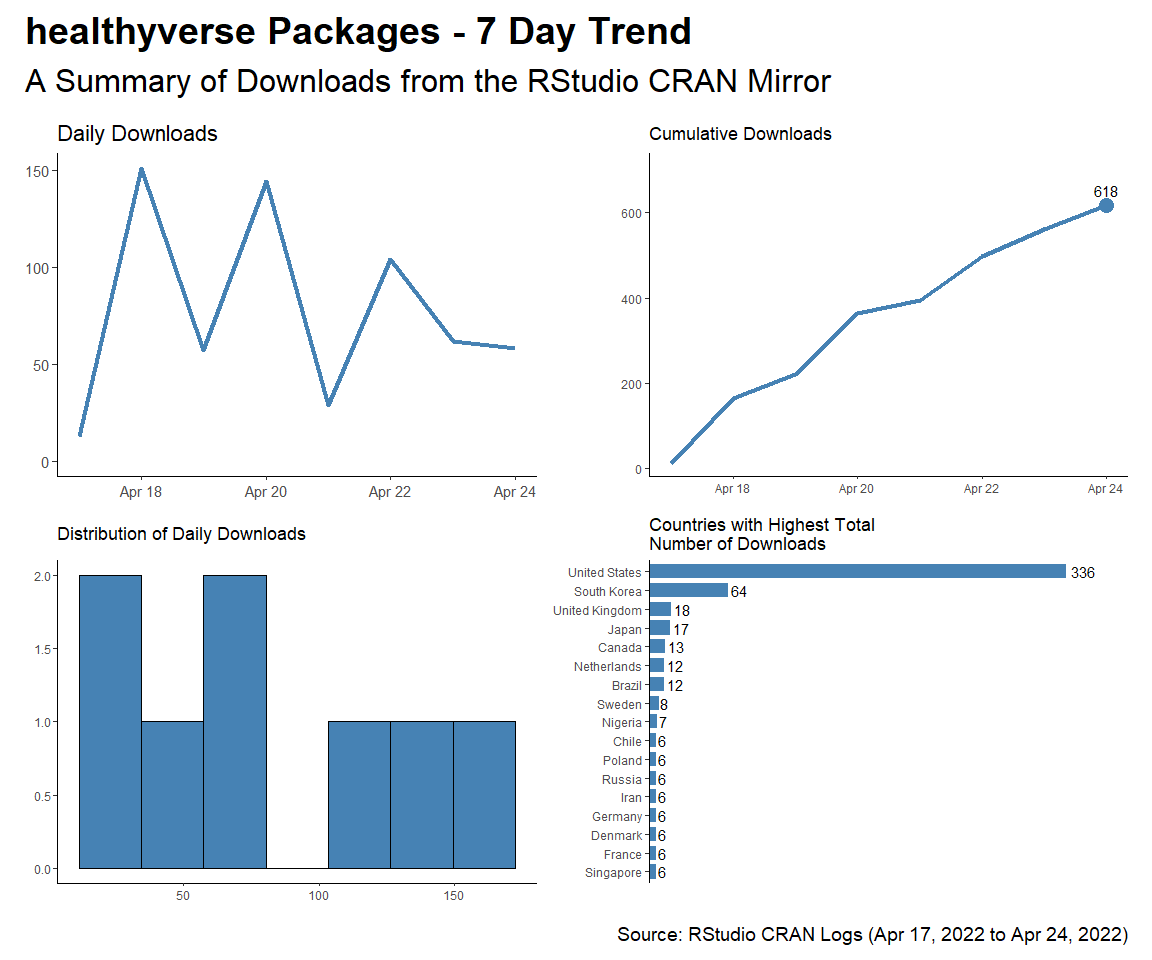 healthyverse Packages - 7 Day Trend
A Summary of Downloads from the RStudio CRAN Mirror
Daily Downloads
150
100
50
0
Apr 18 Apr 20 Apr 22 Apr 24
Cumulative Downloads
618
600
400
200
0
Apr 18 Apr 20 Apr 22 Apr 24
Distribution of Daily Downloads
2.0
1.5
1.0
0.5
0.0
50 100 150
Countries with Highest Total
Number of Downloads
United States 336
South Korea 64
United Kingdom 18
Japan 17
Canada 13
Netherlands 12
Brazil 12
Sweden 8
Nigeria 7
Chile 6
Poland 6
Russia 6
Iran 6
Germany 6
Denmark 6
France 6
Singapore 6
Source: RStudio CRAN Logs (Apr 17, 2022 to Apr 24, 2022)